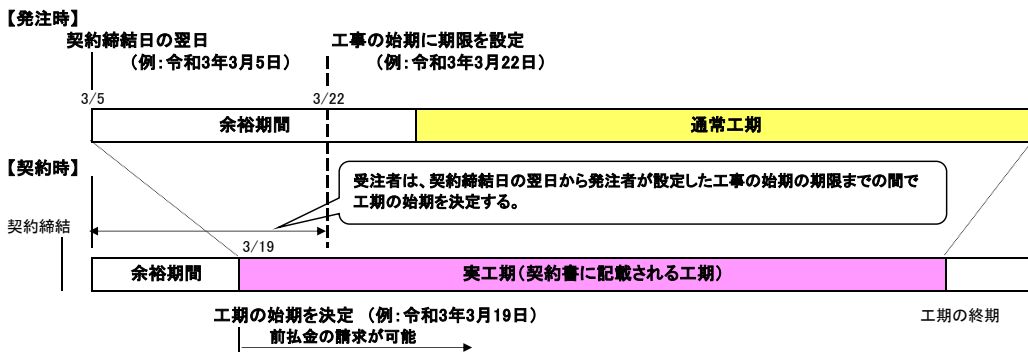 【発注時】
契約締結日の翌日
(例:令和3年3月5日)
工事の始期に期限を設定
(例:令和3年3月22日)
3/5
3/22
余裕期間
通常工期
【契約時】
受注者は、契約締結日の翌日から発注者が設定した工事の始期の期限までの間で
工期の始期を決定する。
契約締結
3/19
余裕期間
実工期(契約書に記載される工期)
工期の始期を決定 (例:令和3年3月19日)
工期の終期
前払金の請求が可能